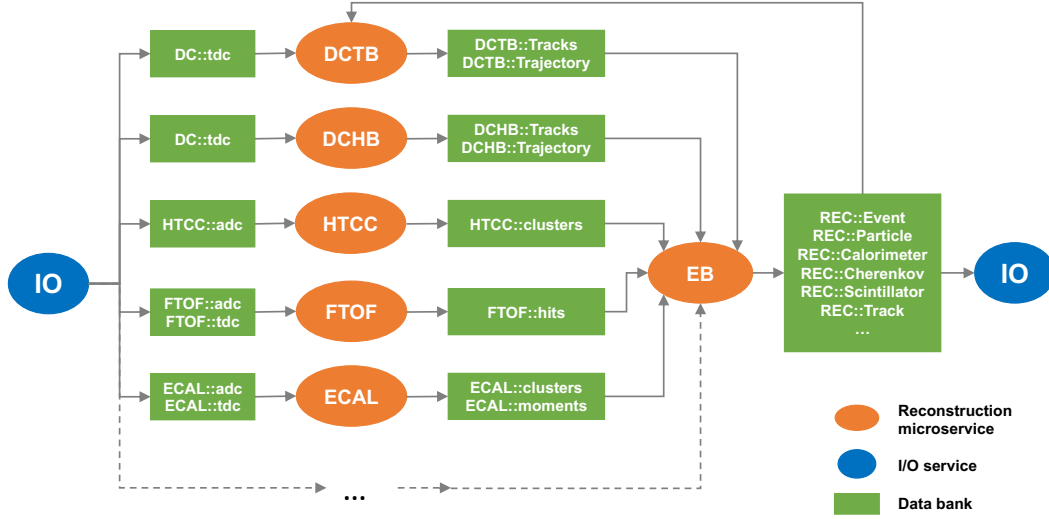 DC::tdc
DCTB
DCTB::Tracks
DCTB::Trajectory
DC::tdc
DCHB
DCHB::Tracks
DCHB::Trajectory
HTCC::adc
HTCC
HTCC::clusters
IO
FTOF::adc
FTOF::tdc
FTOF
FTOF::hits
ECAL::adc
ECAL::tdc
ECAL
ECAL::clusters
ECAL::moments
...
EB
REC::Event
REC::Particle
REC::Calorimeter
REC::Cherenkov
REC::Scintillator
REC::Track
...
IO
Reconstruction
microservice
I/O service
Data bank